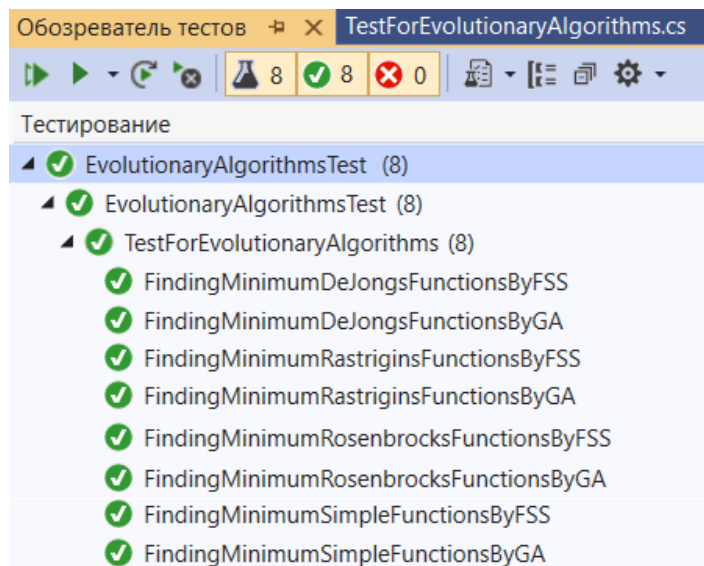 Обозреватель тестов TestForEvolutionaryAlgorithms.cs
8 8 0
Тестирование
EvolutionaryAlgorithmsTest (8)
EvolutionaryAlgorithmsTest (8)
TestForEvolutionaryAlgorithms (8)
FindingMinimumDeJongsFunctionsByFSS
FindingMinimumDeJongsFunctionsByGA
FindingMinimumRastriginsFunctionsByFSS
FindingMinimumRastriginsFunctionsByGA
FindingMinimumRosenbrocksFunctionsByFSS
FindingMinimumRosenbrocksFunctionsByGA
FindingMinimumSimpleFunctionsByFSS
FindingMinimumSimpleFunctionsByGA